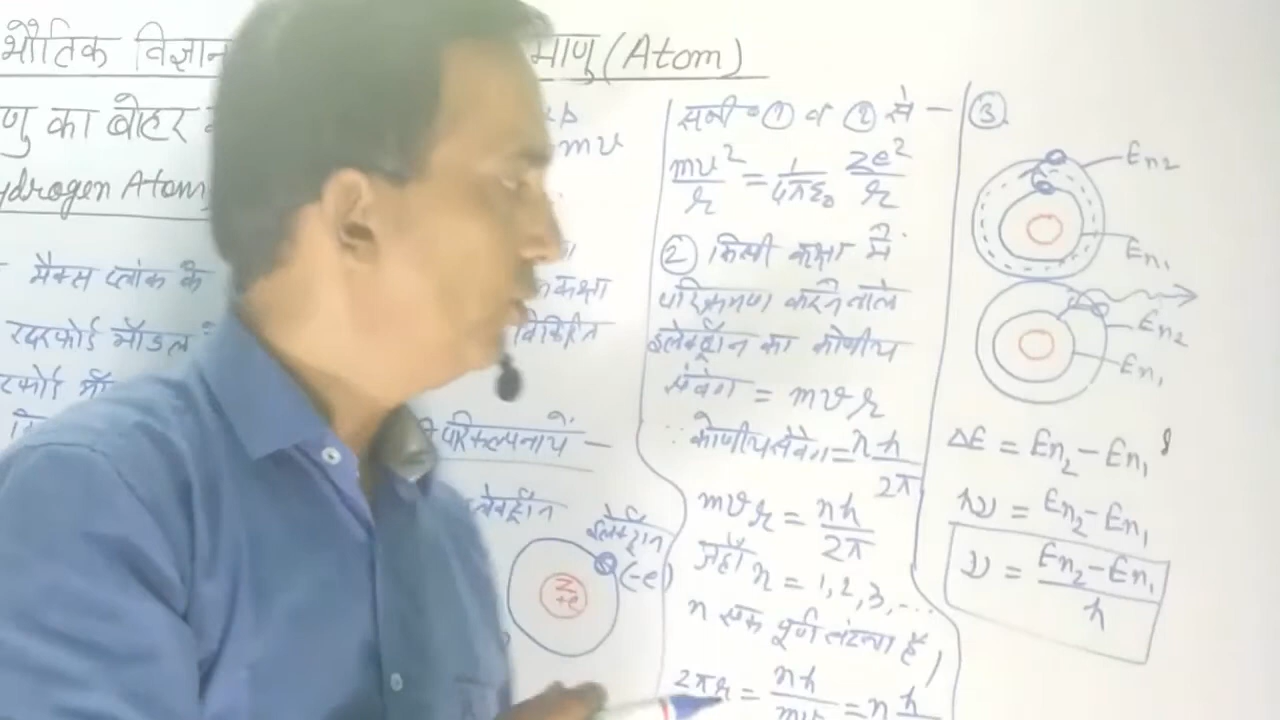 भौतिक विज्ञान माणु (Atom)
णु का बोहर
ydrogen Atom
मैक्स प्लांक के
रदरफोर्ड मॉडल
mv
कक्षा
परिकल्पनायें —
इलेक्ट्रॉन
(-e)
Z
+e
समी० ① व ② से —
mv²/r = 1/4πε₀ Ze²/r
② किसी कक्षा में
परिक्रमण करने वाले
इलेक्ट्रॉन का कोणीय
संवेग = mvr
∵ कोणीय संवेग = nh/2π
mvr = nh/2π
जहाँ n = 1, 2, 3, ----
n एक पूर्ण संख्या है,
2πr = nh/mv = n h
③.
En₂
En₁
En₂
En₁
ΔE = En₂ - En₁
hν = En₂ - En₁
ν = En₂ - En₁/h